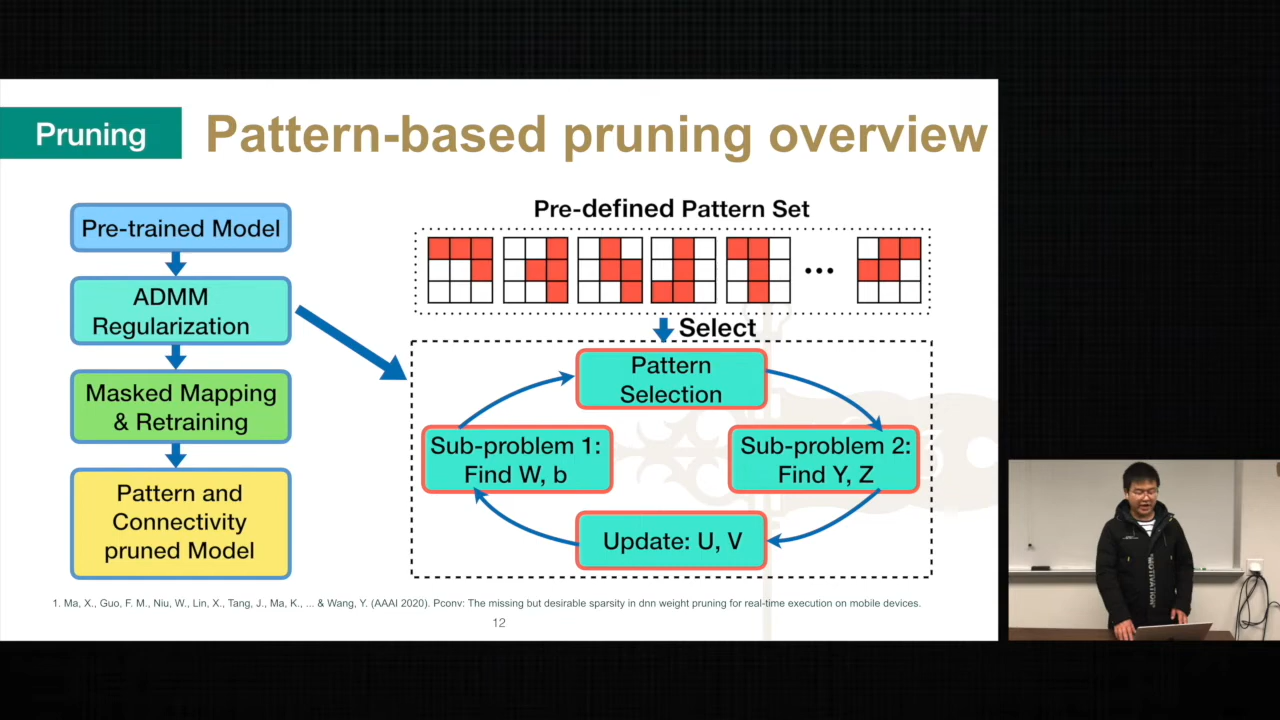 Pruning
Pattern-based pruning overview
Pre-trained Model
ADMM
Regularization
Masked Mapping
& Retraining
Pattern and
Connectivity
pruned Model
Pre-defined Pattern Set
...
Select
Pattern
Selection
Sub-problem 1:
Find W, b
Sub-problem 2:
Find Y, Z
Update: U, V
1. Ma, X., Guo, F. M., Niu, W., Lin, X., Tang, J., Ma, K., ... & Wang, Y. (AAAI 2020). Pconv: The missing but desirable sparsity in dnn weight pruning for real-time execution on mobile devices.
12
"MOTIVATION"